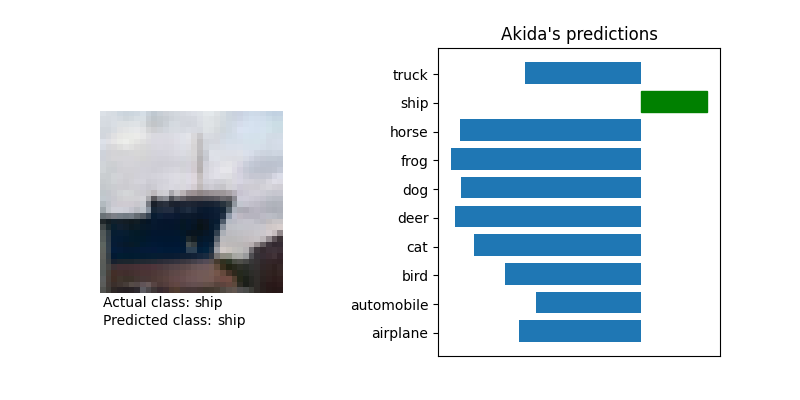 Akida's predictions
truck
ship
horse
frog
dog
deer
cat
bird
automobile
airplane
Actual class: ship
Predicted class: ship